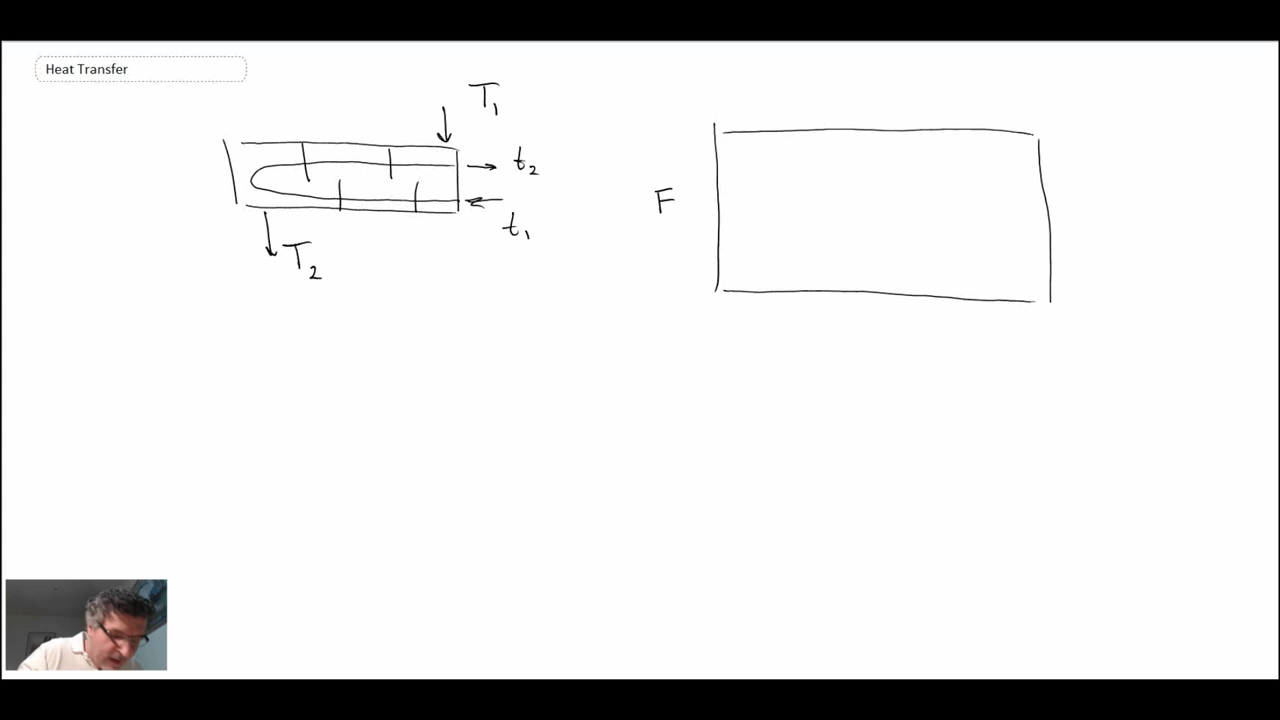 Heat Transfer
T₁
t₂
F
t₁
T₂